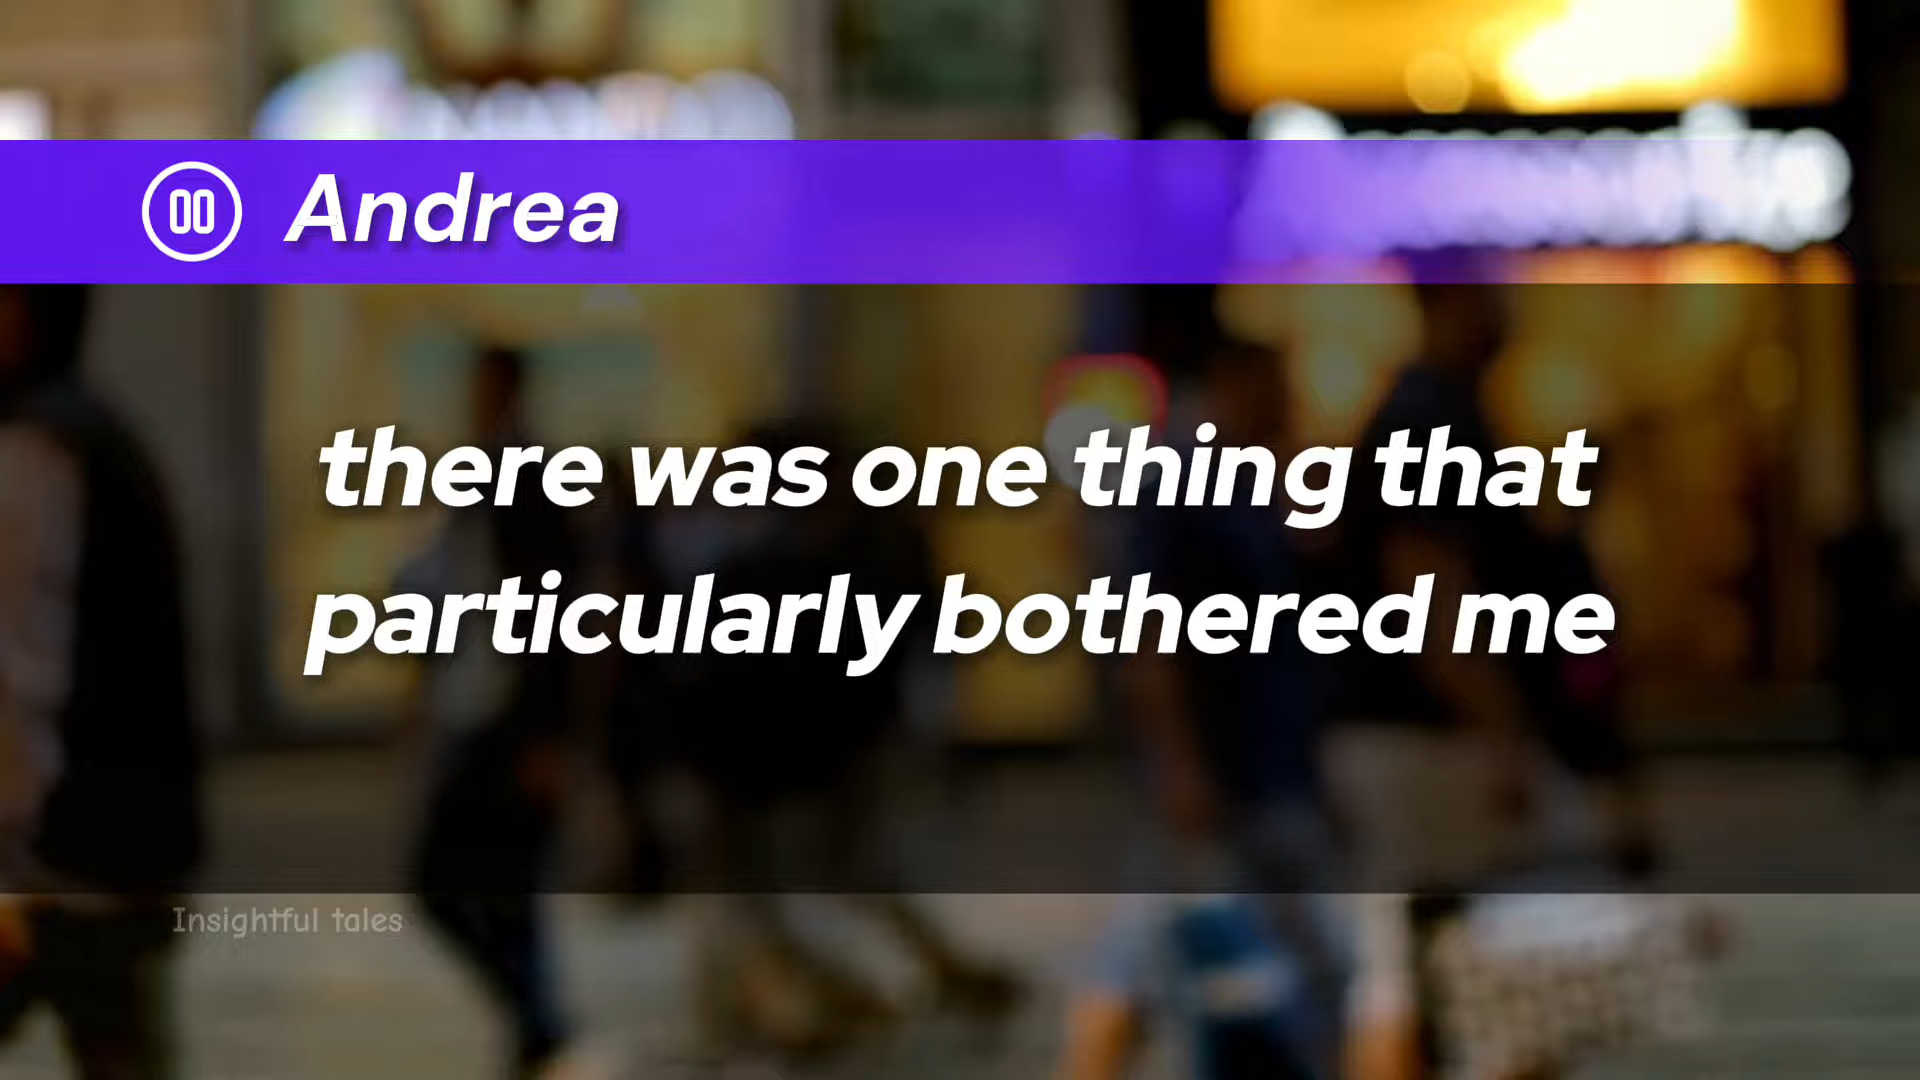 Andrea
there was one thing that
particularly bothered me
Insightful tales